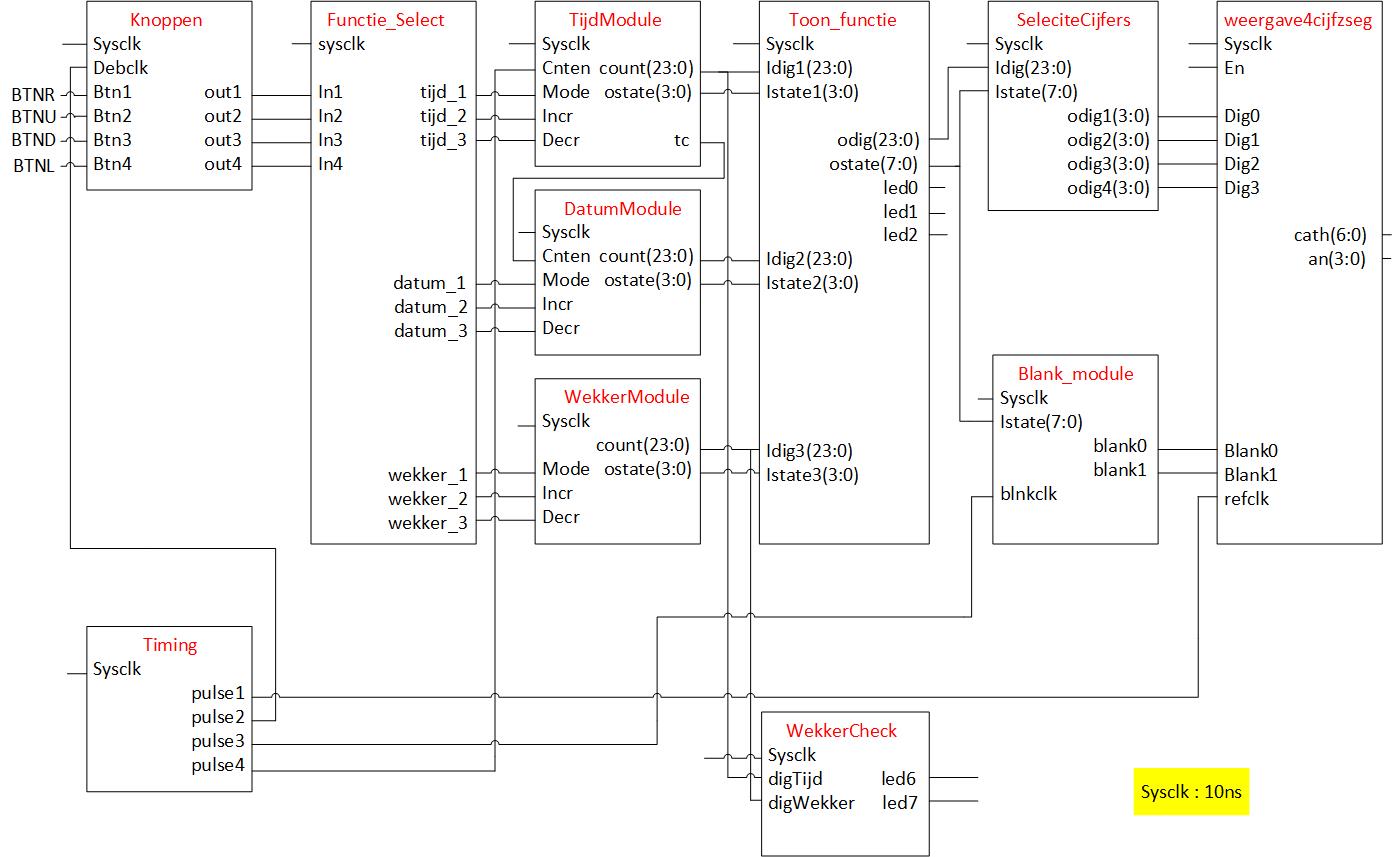 Knoppen
Sysclk
Debclk
BTNR Btn1 out1
BTNU Btn2 out2
BTND Btn3 out3
BTNL Btn4 out4
Functie_Select
sysclk
In1 tijd_1
In2 tijd_2
In3 tijd_3
In4
datum_1
datum_2
datum_3
wekker_1
wekker_2
wekker_3
TijdModule
Sysclk
Cnten count(23:0)
Mode ostate(3:0)
Incr
Decr tc
DatumModule
Sysclk
Cnten count(23:0)
Mode ostate(3:0)
Incr
Decr
WekkerModule
Sysclk
count(23:0)
Mode ostate(3:0)
Incr
Decr
Toon_functie
Sysclk
Idig1(23:0)
Istate1(3:0)
odig(23:0)
ostate(7:0)
led0
led1
led2
Idig2(23:0)
Istate2(3:0)
Idig3(23:0)
Istate3(3:0)
SeleciteCijfers
Sysclk
Idig(23:0)
Istate(7:0)
odig1(3:0)
odig2(3:0)
odig3(3:0)
odig4(3:0)
weergave4cijfzseg
Sysclk
En
Dig0
Dig1
Dig2
Dig3
cath(6:0)
an(3:0)
Blank0
Blank1
refclk
Blank_module
Sysclk
Istate(7:0)
blank0
blank1
blnkclk
Timing
Sysclk
pulse1
pulse2
pulse3
pulse4
WekkerCheck
Sysclk
digTijd led6
digWekker led7
Sysclk : 10ns